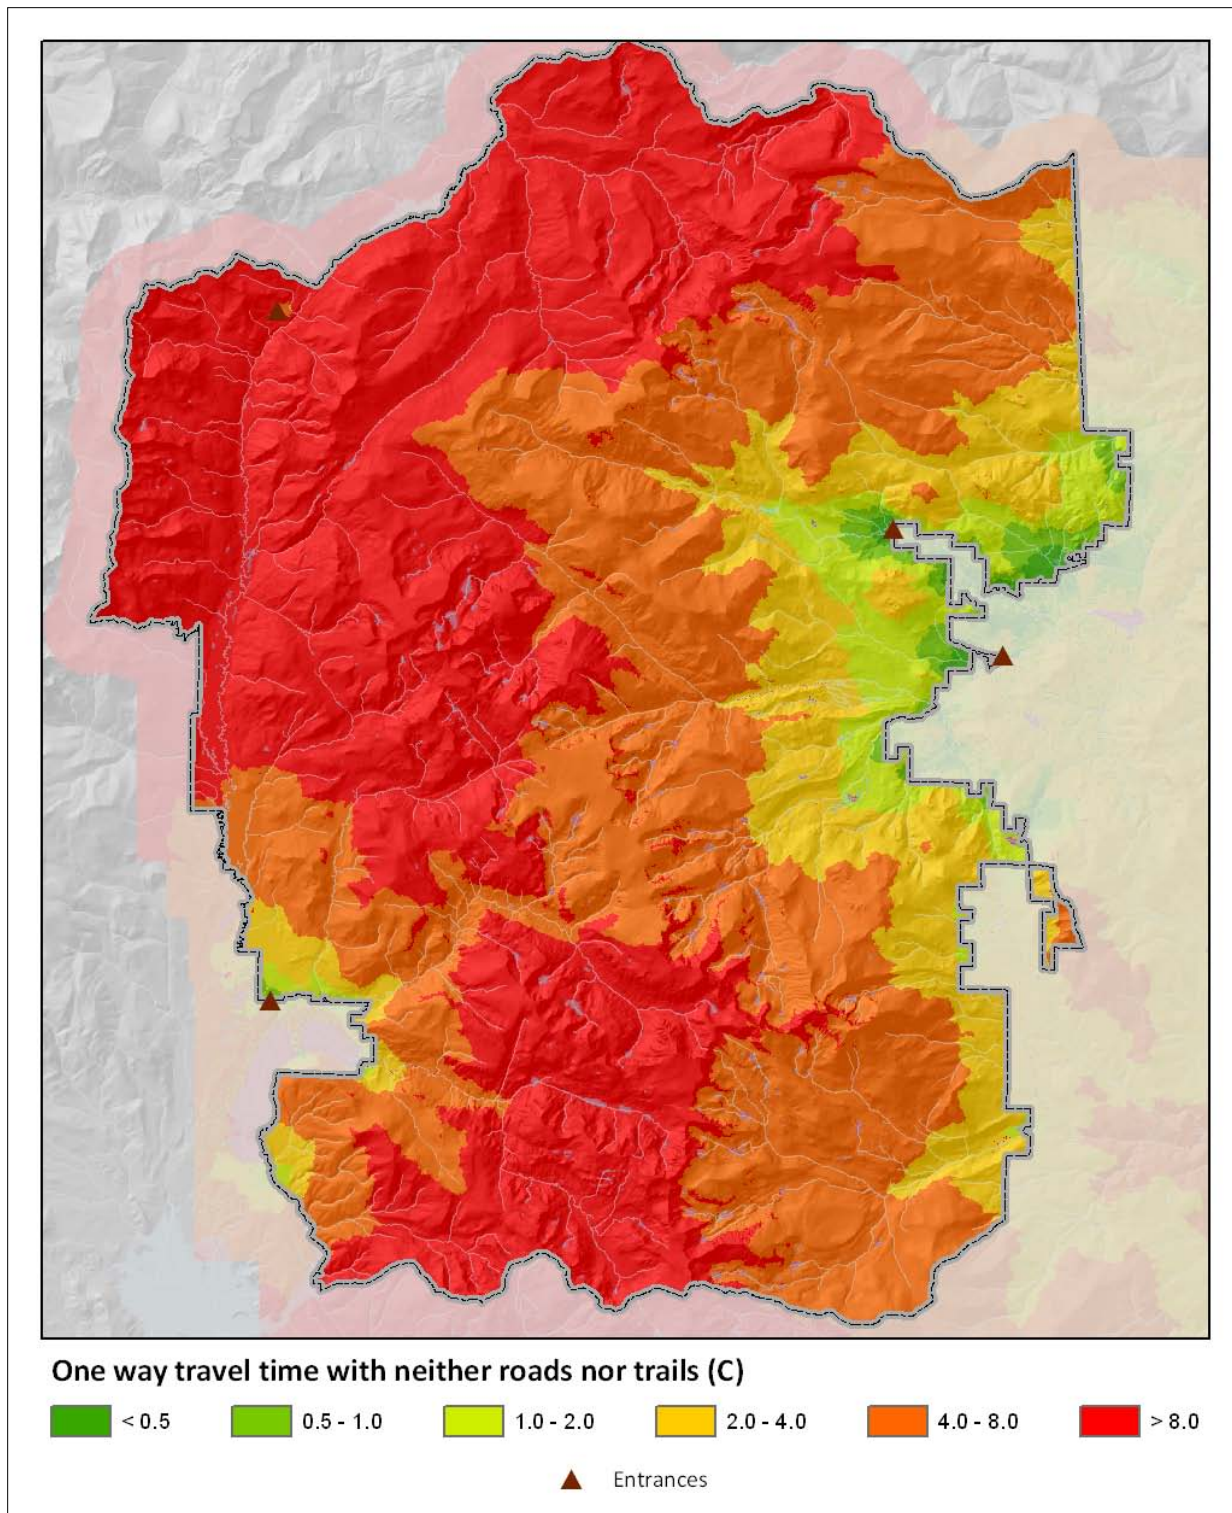 One way travel time with neither roads nor trails (C)
< 0.5 0.5 - 1.0 1.0 - 2.0 2.0 - 4.0 4.0 - 8.0 > 8.0
Entrances